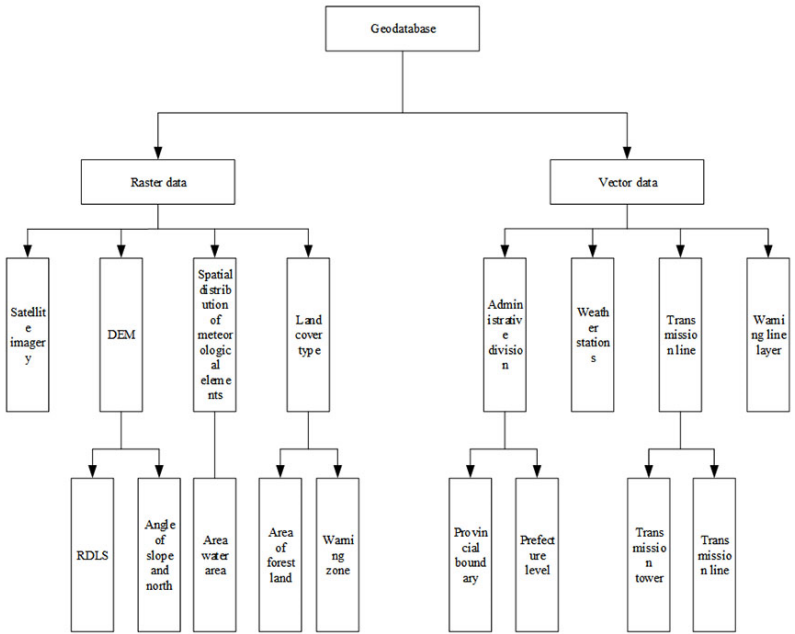 Geodatabase
Raster data
Vector data
Satellit
e
imager
y
DEM
Spatial
distrib
ution
of
meteor
ologic
al
elem e
nts
Land
cover
type
Admin
istrativ
e
division
Weath
er
station
s
Trans
missio
n line
Warni
ng line
layer
RDLS
Angle
of
slope
and
north
Area
water
area
Area
of
forest
land
Warni
ng
zone
Provin
cial
bound
ary
Prefect
ure
level
Trans
missio
n
tower
Trans
missio
n line